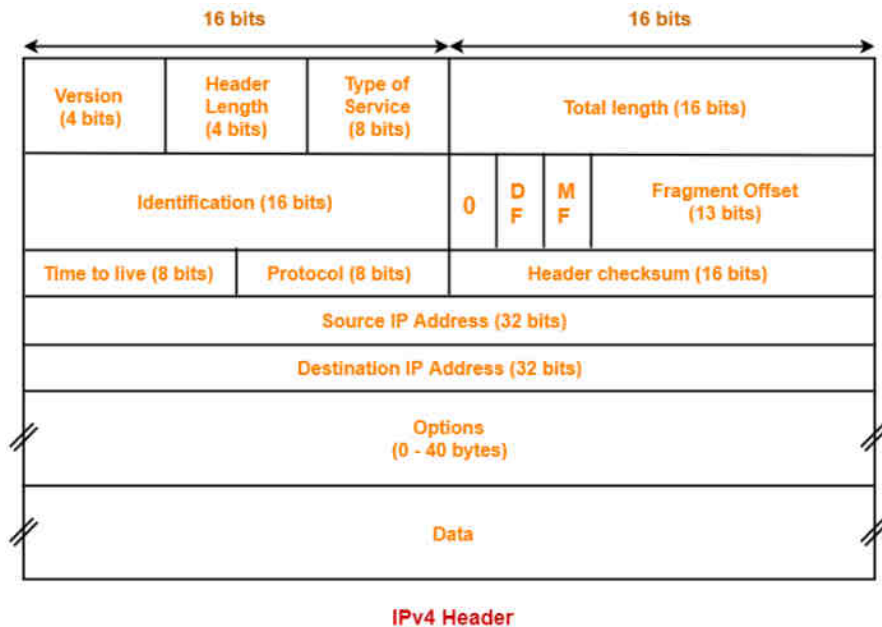 16 bits
16 bits
Version
(4 bits)
Header
Length
(4 bits)
Type of
Service
(8 bits)
Total length (16 bits)
Identification (16 bits)
0
D
F
M
F
Fragment Offset
(13 bits)
Time to live (8 bits)
Protocol (8 bits)
Header checksum (16 bits)
Source IP Address (32 bits)
Destination IP Address (32 bits)
Options
(0 - 40 bytes)
Data
IPv4 Header